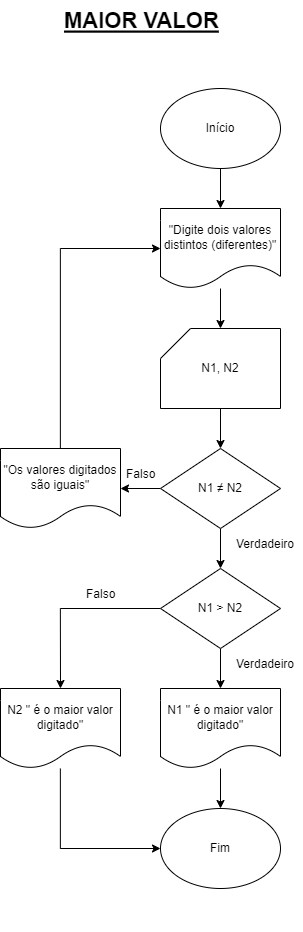 MAIOR VALOR
Início
"Digite dois valores
distintos (diferentes)"
N1, N2
"Os valores digitados
são iguais"
Falso
N1 ≠ N2
Verdadeiro
Falso
N1 > N2
Verdadeiro
N2 " é o maior valor
digitado"
N1 " é o maior valor
digitado"
Fim